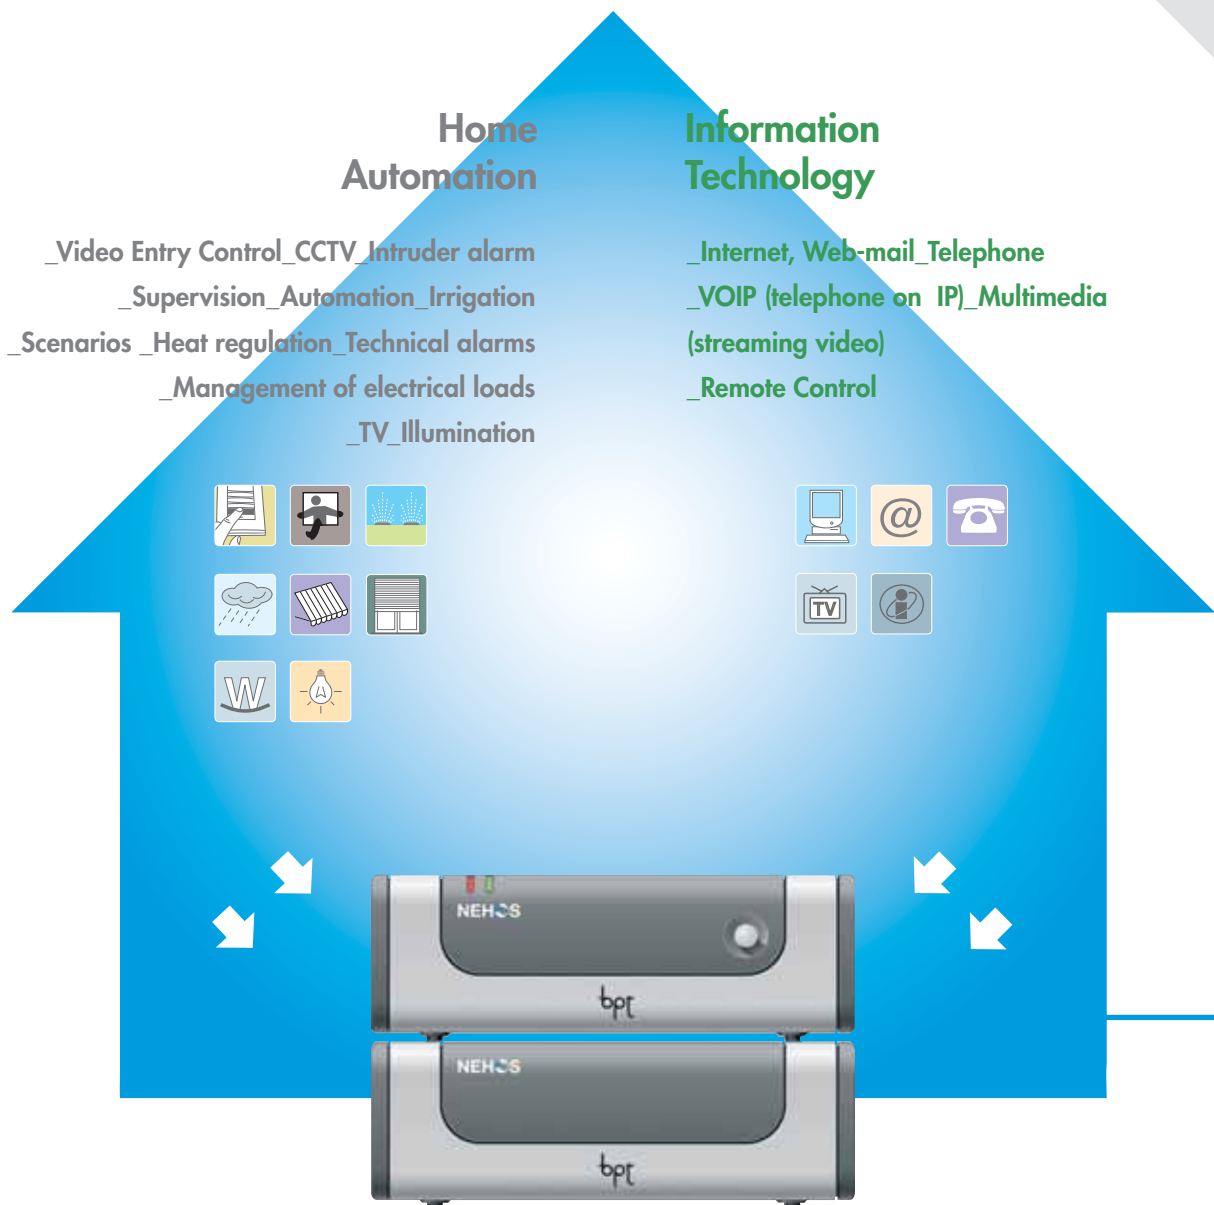 Home
Automation
_Video Entry Control_CCTV_Intruder alarm
_Supervision_Automation_Irrigation
_Scenarios _Heat regulation_Technical alarms
_Management of electrical loads
_TV_Illumination
Information
Technology
_Internet, Web-mail_Telephone
_VOIP (telephone on IP)_Multimedia
(streaming video)
_Remote Control
@
TV
W
NEHOS
bpt
NEHOS
bpt